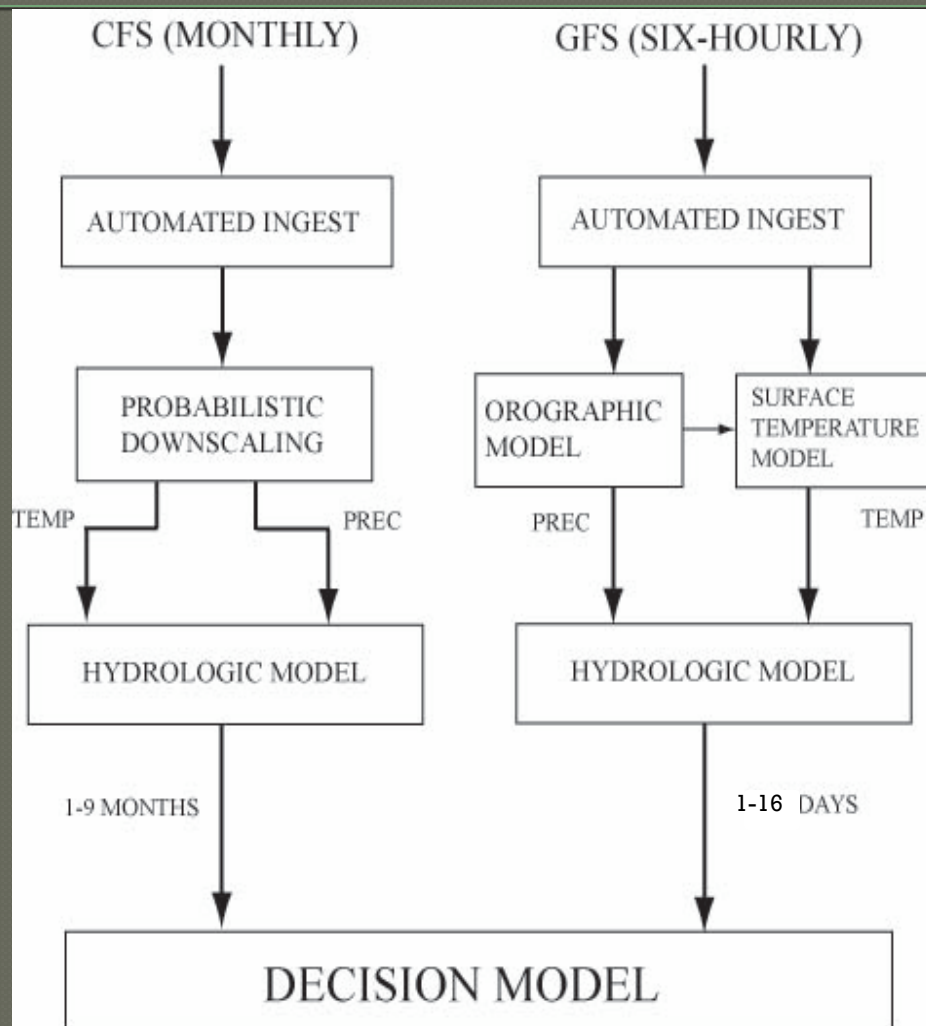 CFS (MONTHLY)
GFS (SIX-HOURLY)
AUTOMATED INGEST
AUTOMATED INGEST
PROBABILISTIC
DOWNSCALING
OROGRAPHIC
MODEL
SURFACE
TEMPERATURE
MODEL
TEMP
PREC
PREC
TEMP
HYDROLOGIC MODEL
HYDROLOGIC MODEL
1-9 MONTHS
1-16 DAYS
DECISION MODEL